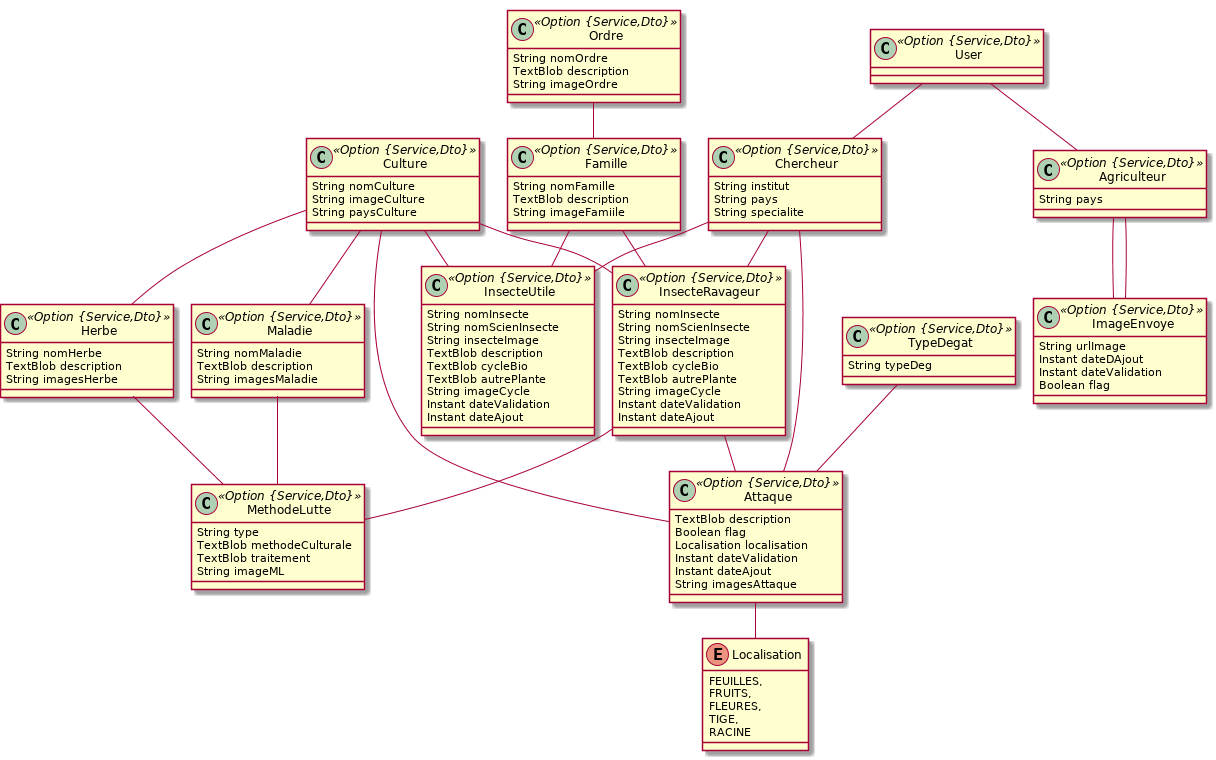 C «Option {Service,Dto}»
Ordre
String nomOrdre
TextBlob description
String imageOrdre
C «Option {Service,Dto}»
User
C «Option {Service,Dto}»
Culture
String nomCulture
String imageCulture
String paysCulture
C «Option {Service,Dto}»
Famille
String nomFamille
TextBlob description
String imageFamiile
C «Option {Service,Dto}»
Chercheur
String institut
String pays
String specialite
C «Option {Service,Dto}»
Agriculteur
String pays
C «Option {Service,Dto}»
Herbe
String nomHerbe
TextBlob description
String imagesHerbe
C «Option {Service,Dto}»
Maladie
String nomMaladie
TextBlob description
String imagesMaladie
C «Option {Service,Dto}»
InsecteUtile
String nomInsecte
String nomScienInsecte
String insecteImage
TextBlob description
TextBlob cycleBio
TextBlob autrePlante
String imageCycle
Instant dateValidation
Instant dateAjout
C «Option {Service,Dto}»
InsecteRavageur
String nomInsecte
String nomScienInsecte
String insecteImage
TextBlob description
TextBlob cycleBio
TextBlob autrePlante
String imageCycle
Instant dateValidation
Instant dateAjout
C «Option {Service,Dto}»
TypeDegat
String typeDeg
C «Option {Service,Dto}»
ImageEnvoye
String urlImage
Instant dateDAjout
Instant dateValidation
Boolean flag
C «Option {Service,Dto}»
MethodeLutte
String type
TextBlob methodeCulturale
TextBlob traitement
String imageML
C «Option {Service,Dto}»
Attaque
TextBlob description
Boolean flag
Localisation localisation
Instant dateValidation
Instant dateAjout
String imagesAttaque
E Localisation
FEUILLES,
FRUITS,
FLEURES,
TIGE,
RACINE